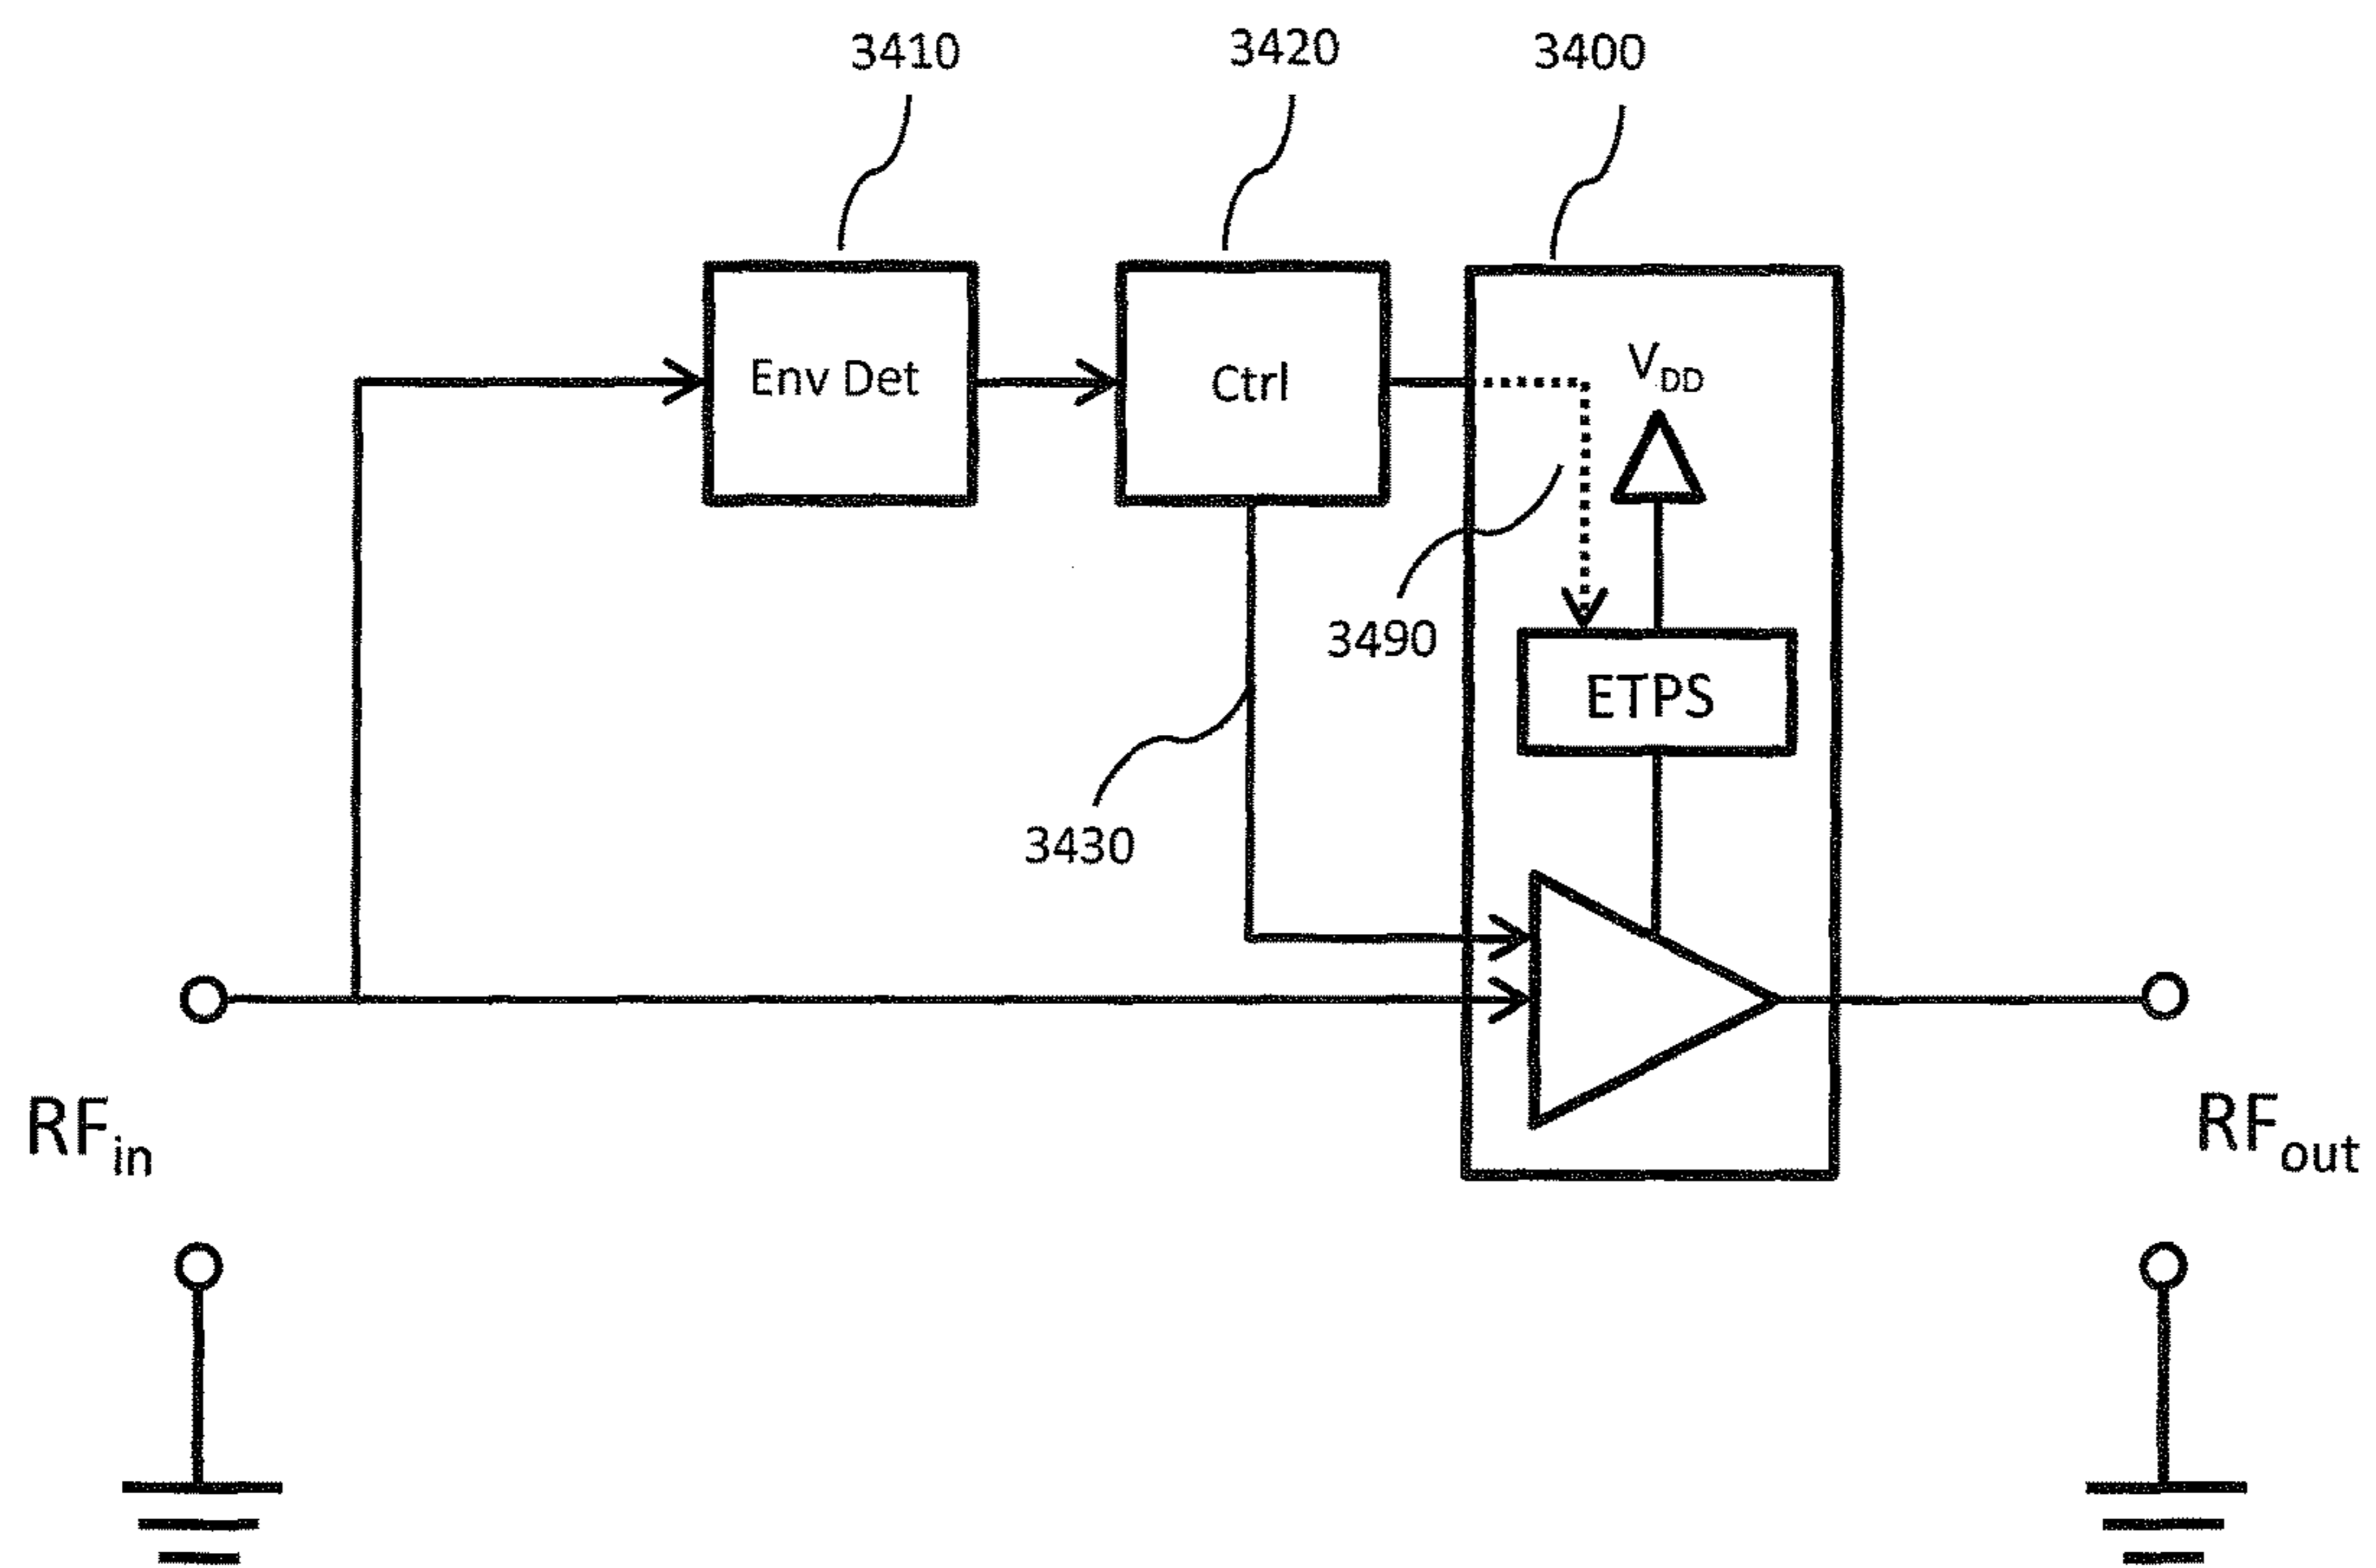 3410
3420
3400
Env Det
Ctrl
VDD
3490
ETPS
3430
RFin
RFout